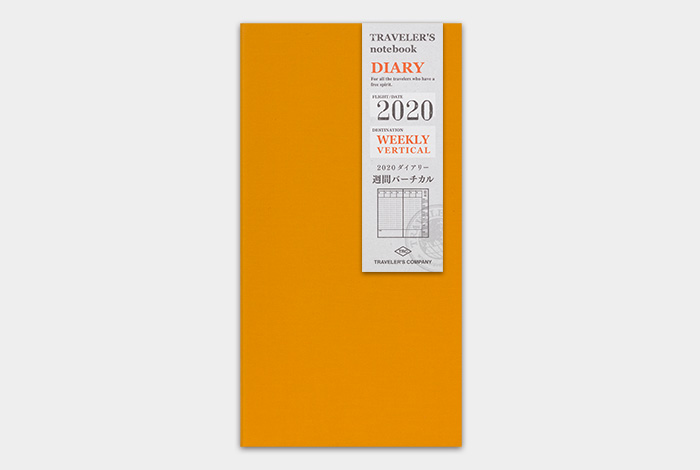 TRAVELER'S
notebook
DIARY
For all the travelers who have a
free spirit.
FLIGHT/DATE
2020
DESTINATION
WEEKLY
VERTICAL
2020ダイアリー
週間バーチカル
TRAVELER'S COMPANY